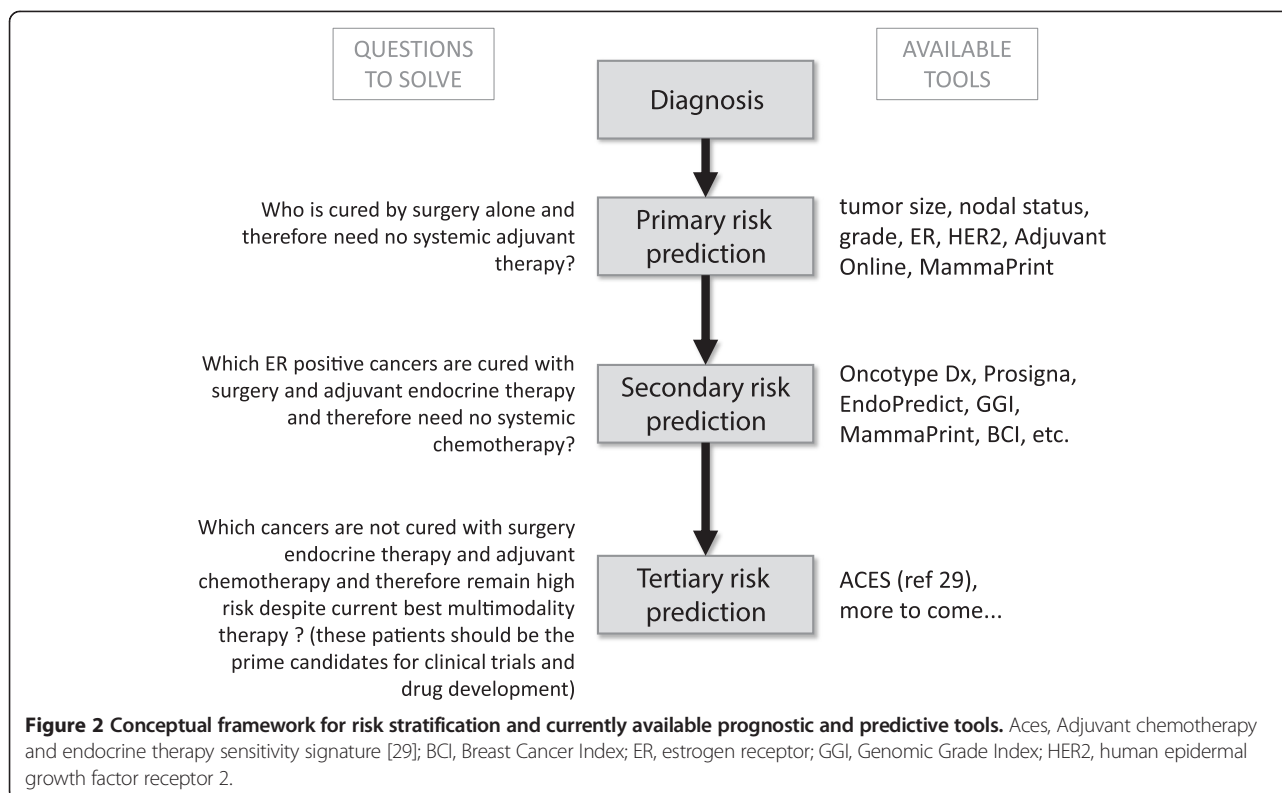 QUESTIONS
TO SOLVE
AVAILABLE
TOOLS
Diagnosis
Who is cured by surgery alone and
therefore need no systemic adjuvant
therapy?
Primary risk
prediction
tumor size, nodal status,
grade, ER, HER2, Adjuvant
Online, MammaPrint
Which ER positive cancers are cured with
surgery and adjuvant endocrine therapy
and therefore need no systemic
chemotherapy?
Secondary risk
prediction
Oncotype Dx, Prosigna,
EndoPredict, GGI,
MammaPrint, BCI, etc.
Which cancers are not cured with surgery
endocrine therapy and adjuvant
chemotherapy and therefore remain high
risk despite current best multimodality
therapy ? (these patients should be the
prime candidates for clinical trials and
drug development)
Tertiary risk
prediction
ACES (ref 29),
more to come...
Figure 2 Conceptual framework for risk stratification and currently available prognostic and predictive tools. Aces, Adjuvant chemotherapy
and endocrine therapy sensitivity signature [29]; BCI, Breast Cancer Index; ER, estrogen receptor; GGI, Genomic Grade Index; HER2, human epidermal
growth factor receptor 2.